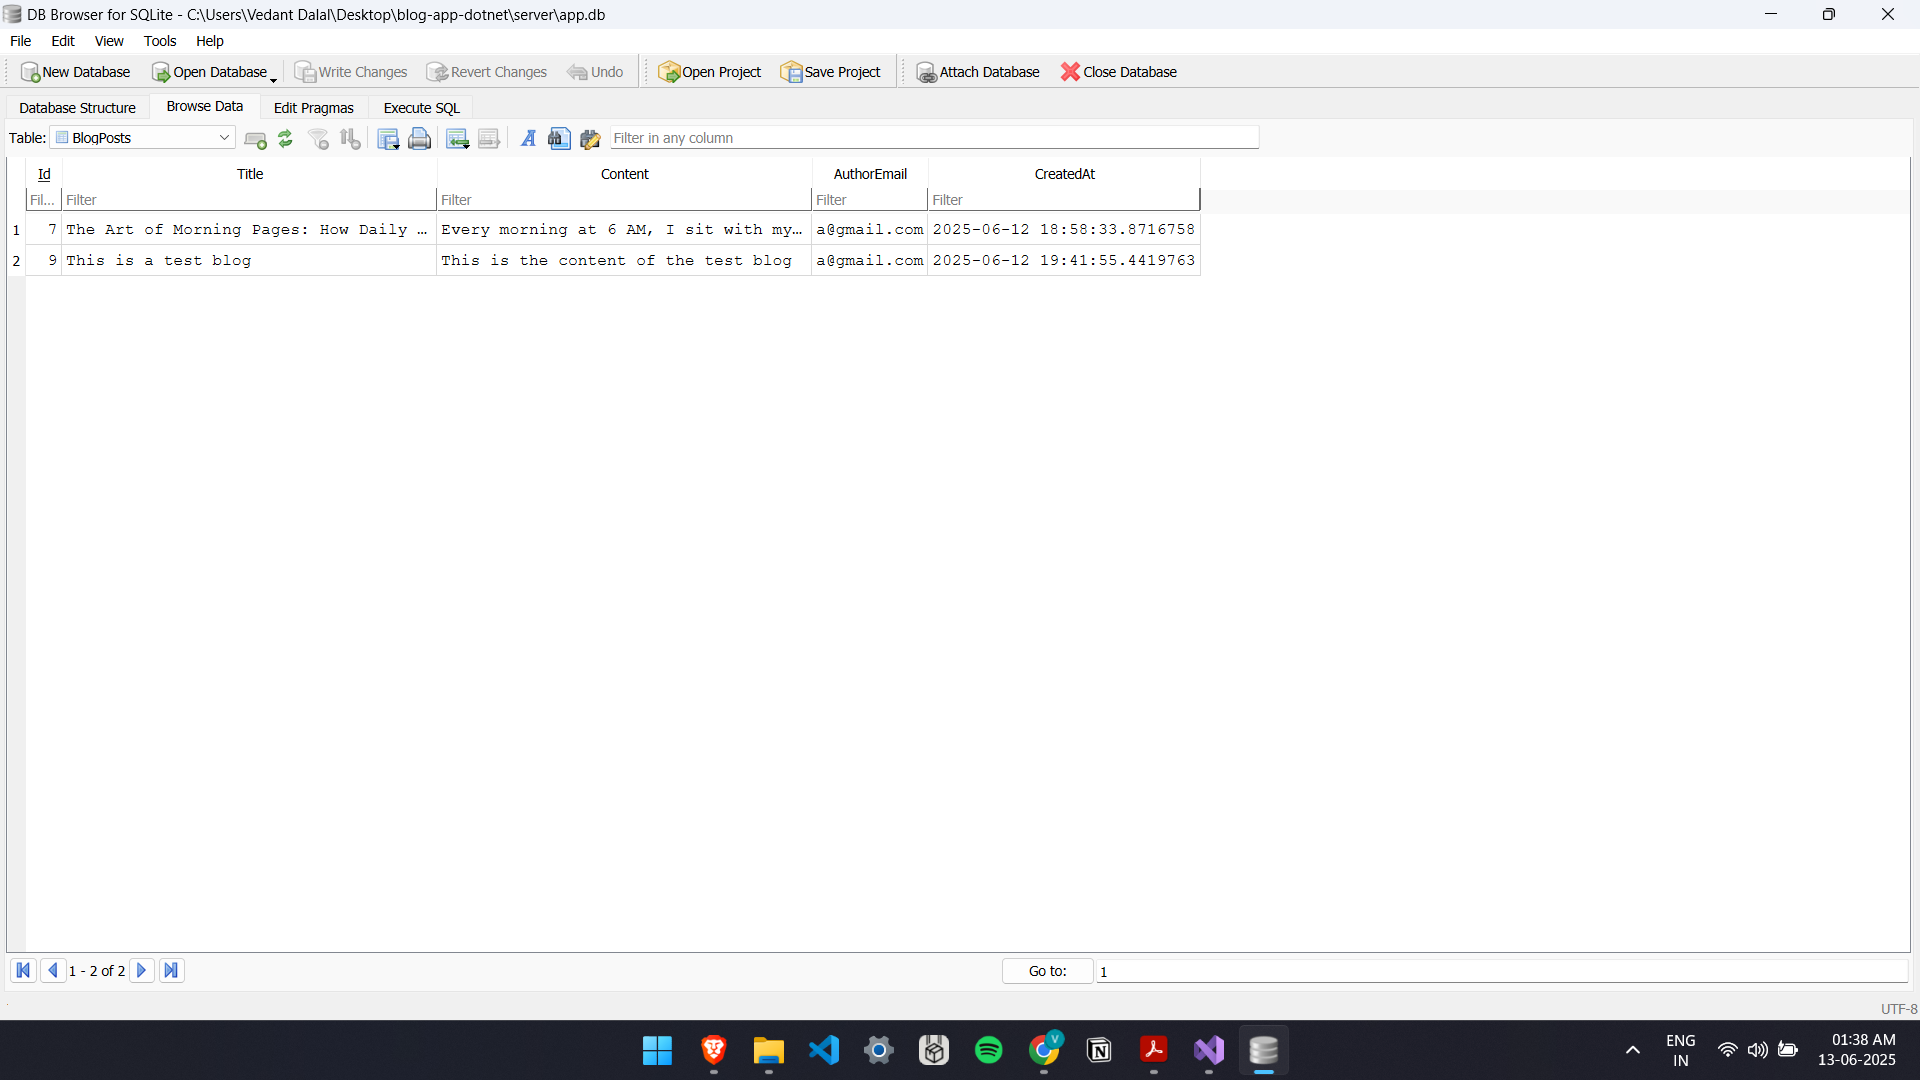 DB Browser for SQLite - C:\Users\Vedant Dalal\Desktop\blog-app-dotnet\server\app.db
File Edit View Tools Help
New Database Open Database Write Changes Revert Changes Undo Open Project Save Project Attach Database Close Database
Database Structure Browse Data Edit Pragmas Execute SQL
Table: BlogPosts Filter in any column
Id Title Content AuthorEmail CreatedAt
Fil... Filter Filter Filter Filter
1 7 The Art of Morning Pages: How Daily … Every morning at 6 AM, I sit with my… a@gmail.com 2025-06-12 18:58:33.8716758
2 9 This is a test blog This is the content of the test blog a@gmail.com 2025-06-12 19:41:55.4419763
1 - 2 of 2 Go to: 1
UTF-8
V
ENG 01:38 AM
IN 13-06-2025